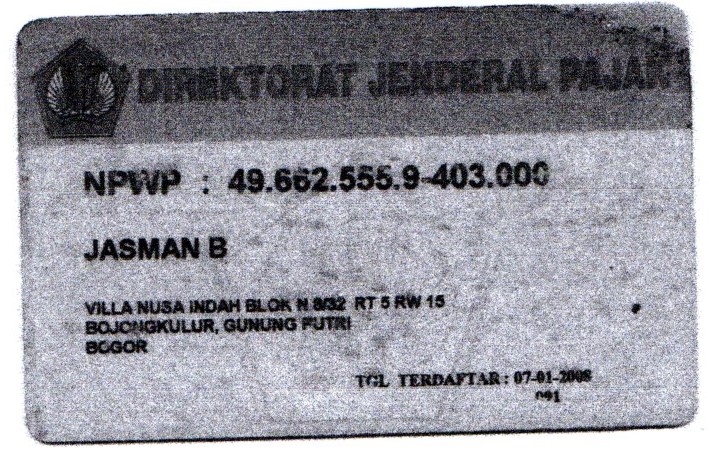 DIREKTORAT JENDERAL PAJAK
NPWP : 49.662.555.9-403.000
JASMAN B
VILLA NUSA INDAH BLOK N 8/32 RT 5 RW 15
BOJONGKULUR, GUNUNG PUTRI
BOGOR
TGL TERDAFTAR : 07-01-2008
091